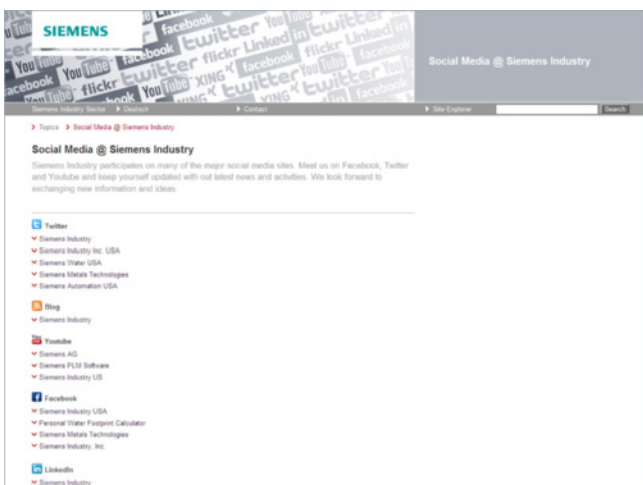 SIEMENS
Social Media @ Siemens Industry
Siemens Industry Sector Deutsch Contact Site Explorer Search
Topics Social Media @ Siemens Industry
Social Media @ Siemens Industry
Siemens Industry participates on many of the major social media sites. Meet us on Facebook, Twitter
and Youtube and keep yourself updated with out latest news and activities. We look forward to
exchanging new information and ideas.
Twitter
Siemens Industry
Siemens Industry Inc. USA
Siemens Water USA
Siemens Metals Technologies
Siemens Automation USA
Blog
Siemens Industry
Youtube
Siemens AG
Siemens PLM Software
Siemens Industry US
Facebook
Siemens Industry USA
Personal Water Footprint Calculator
Siemens Metals Technologies
Siemens Industry, Inc.
LinkedIn
Siemens Industry